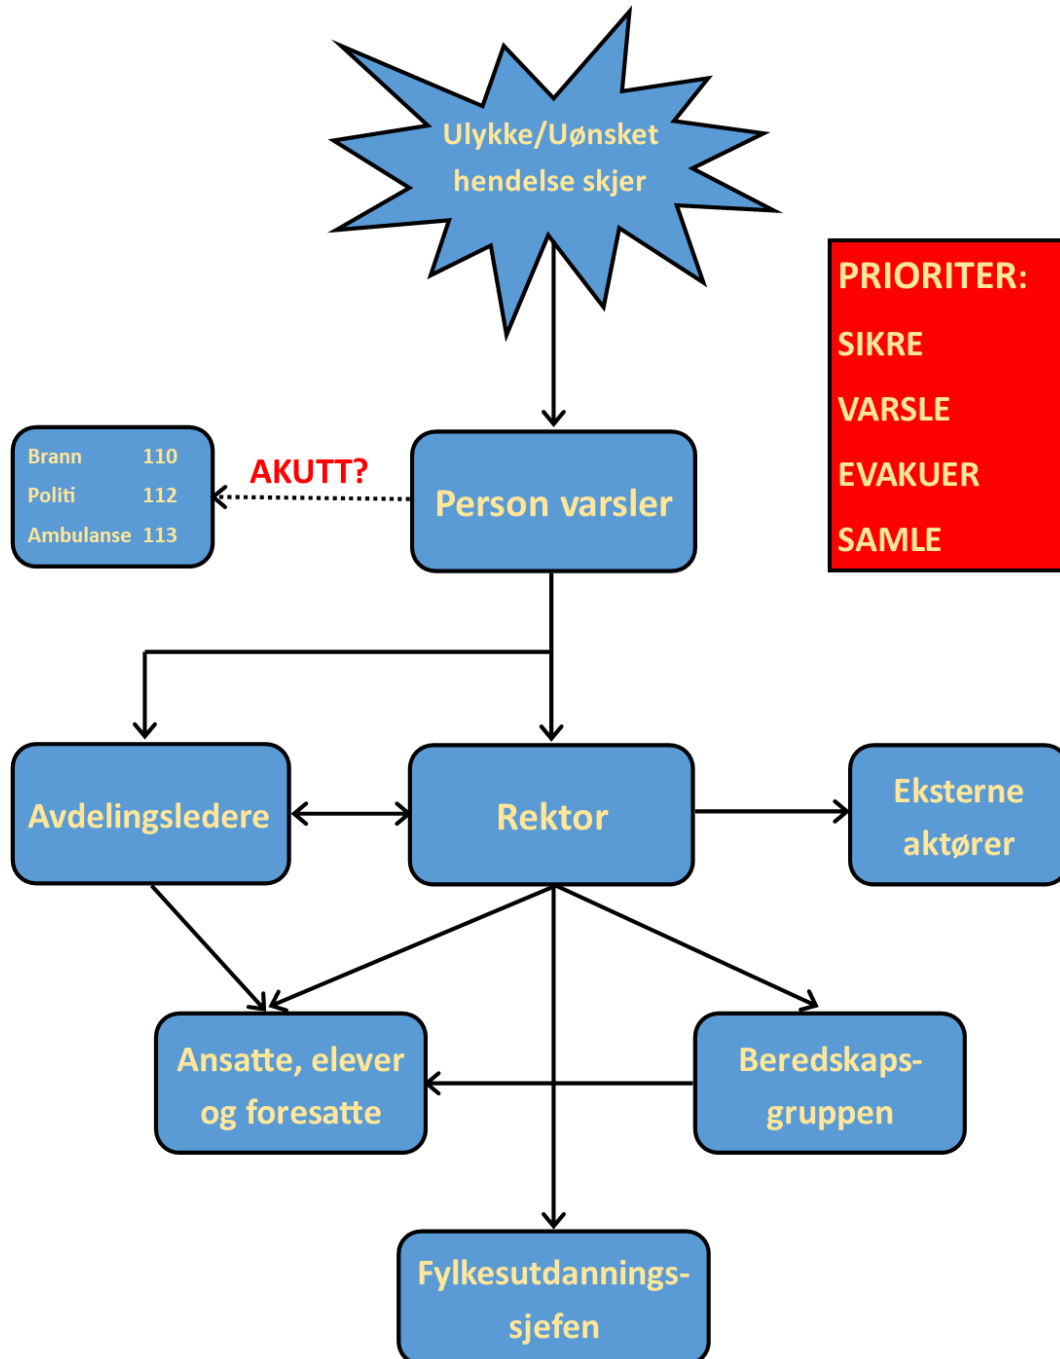 Ulykke/Uønsket
hendelse skjer
PRIORITER:
SIKRE
VARSLE
EVAKUER
SAMLE
Brann 110
Politi 112
Ambulanse 113
AKUTT?
Person varsler
Avdelingsledere
Rektor
Eksterne
aktører
Ansatte, elever
og foresatte
Beredskaps-
gruppen
Fylkesutdannings-
sjefen